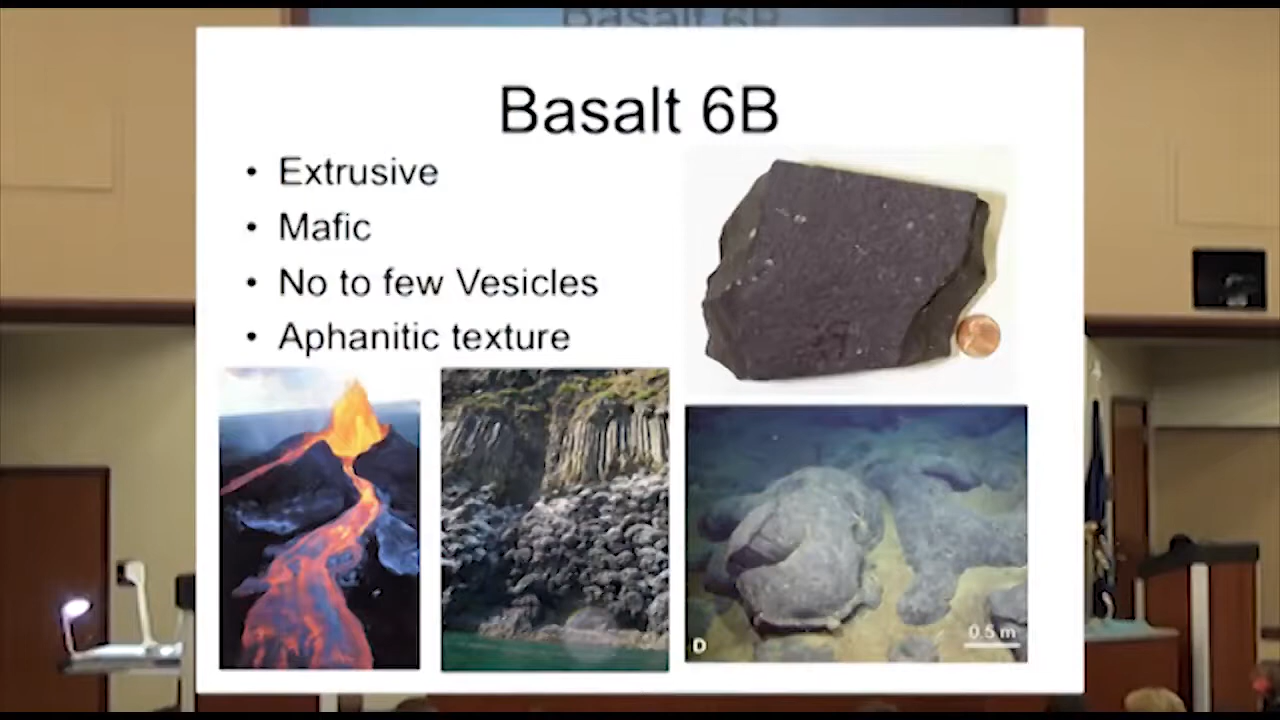 Basalt 6B
Basalt 6B
• Extrusive
• Mafic
• No to few Vesicles
• Aphanitic texture
D
0.5 m